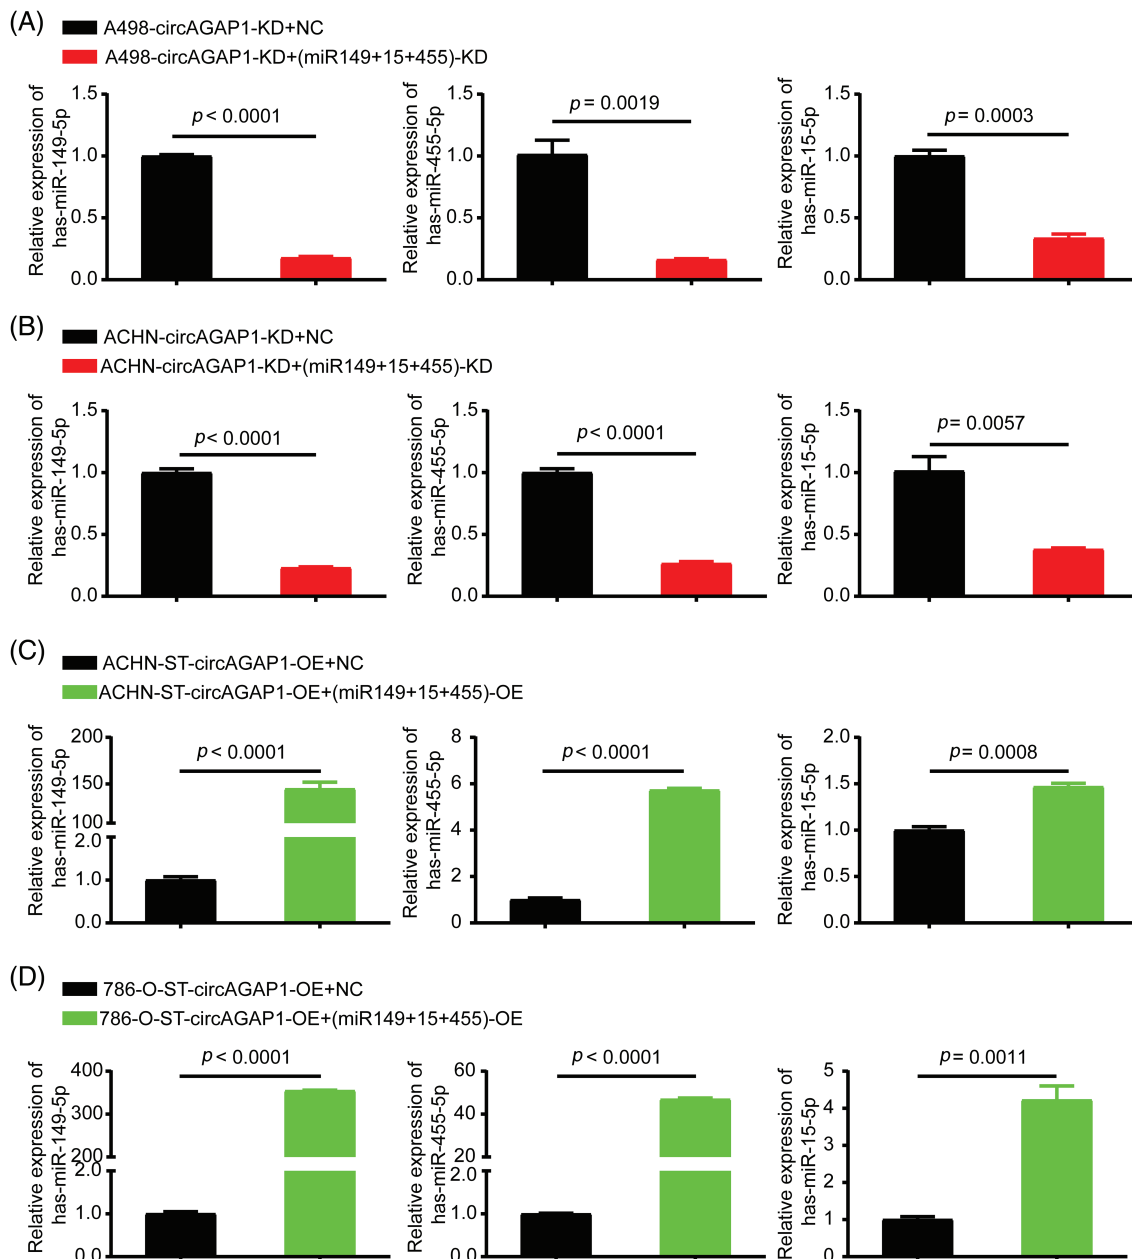 (A)
A498-circAGAP1-KD+NC
A498-circAGAP1-KD+(miR149+15+455)-KD
Relative expression of
has-miR-149-5p
1.5
1.0
0.5
0.0
p < 0.0001
Relative expression of
has-miR-455-5p
1.5
1.0
0.5
0.0
p = 0.0019
Relative expression of
has-miR-15-5p
1.5
1.0
0.5
0.0
p = 0.0003
(B)
ACHN-circAGAP1-KD+NC
ACHN-circAGAP1-KD+(miR149+15+455)-KD
Relative expression of
has-miR-149-5p
1.5
1.0
0.5
0.0
p < 0.0001
Relative expression of
has-miR-455-5p
1.5
1.0
0.5
0.0
p < 0.0001
Relative expression of
has-miR-15-5p
1.5
1.0
0.5
0.0
p = 0.0057
(C)
ACHN-ST-circAGAP1-OE+NC
ACHN-ST-circAGAP1-OE+(miR149+15+455)-OE
Relative expression of
has-miR-149-5p
200
150
100
2.0
1.0
0.0
p < 0.0001
Relative expression of
has-miR-455-5p
8
6
4
2
0
p < 0.0001
Relative expression of
has-miR-15-5p
2.0
1.5
1.0
0.5
0.0
p = 0.0008
(D)
786-O-ST-circAGAP1-OE+NC
786-O-ST-circAGAP1-OE+(miR149+15+455)-OE
Relative expression of
has-miR-149-5p
400
300
200
2.0
1.0
0.0
p < 0.0001
Relative expression of
has-miR-455-5p
60
40
20
2.0
1.0
0.0
p < 0.0001
Relative expression of
has-miR-15-5p
5
4
3
2
1
0
p = 0.0011